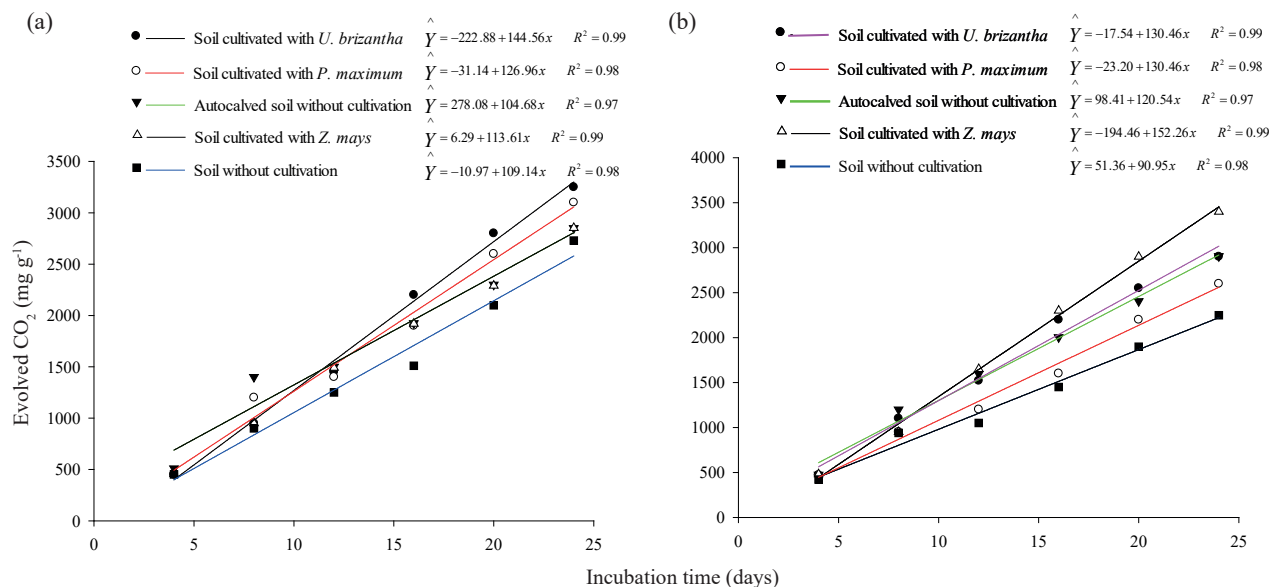 (a)
Soil cultivated with U. brizantha Ŷ = −222.88 + 144.56x R² = 0.99
Soil cultivated with P. maximum Ŷ = −31.14 + 126.96x R² = 0.98
Autocalved soil without cultivation Ŷ = 278.08 + 104.68x R² = 0.97
Soil cultivated with Z. mays Ŷ = 6.29 + 113.61x R² = 0.99
Soil without cultivation Ŷ = −10.97 + 109.14x R² = 0.98
3500
3000
2500
2000
1500
1000
500
0
0 5 10 15 20 25
Evolved CO₂ (mg g⁻¹)
(b)
Soil cultivated with U. brizantha Ŷ = −17.54 + 130.46x R² = 0.99
Soil cultivated with P. maximum Ŷ = −23.20 + 130.46x R² = 0.98
Autocalved soil without cultivation Ŷ = 98.41 + 120.54x R² = 0.97
Soil cultivated with Z. mays Ŷ = −194.46 + 152.26x R² = 0.99
Soil without cultivation Ŷ = 51.36 + 90.95x R² = 0.98
4000
3500
3000
2500
2000
1500
1000
500
0
0 5 10 15 20 25
Incubation time (days)